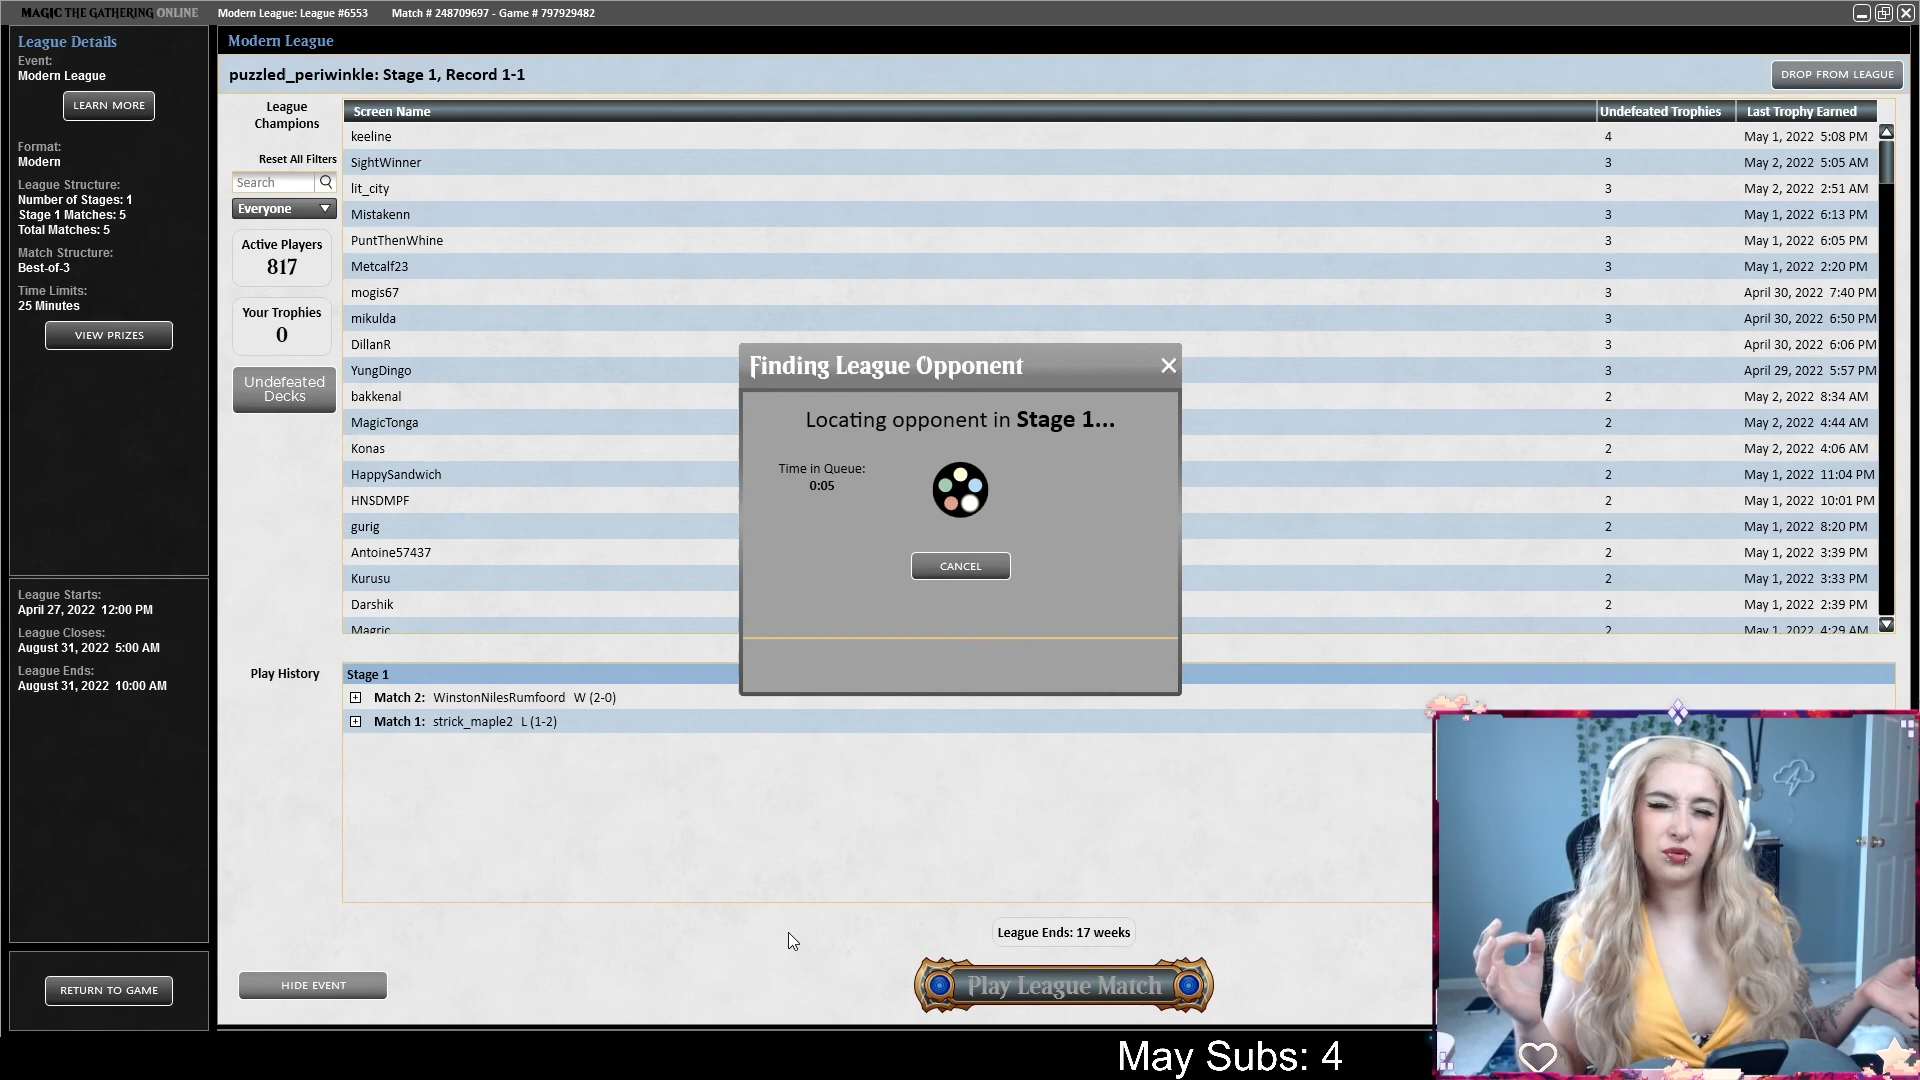 MAGIC THE GATHERING ONLINE
Modern League: League #6553
Match # 248709697 - Game # 797929482
League Details
Event:
Modern League
LEARN MORE
Format:
Modern
League Structure:
Number of Stages: 1
Stage 1 Matches: 5
Total Matches: 5
Match Structure:
Best-of-3
Time Limits:
25 Minutes
VIEW PRIZES
League Starts:
April 27, 2022 12:00 PM
League Closes:
August 31, 2022 5:00 AM
League Ends:
August 31, 2022 10:00 AM
RETURN TO GAME
Modern League
puzzled_periwinkle: Stage 1, Record 1-1
DROP FROM LEAGUE
League
Champions
Reset All Filters
Search
Everyone
Active Players
817
Your Trophies
0
Undefeated
Decks
Screen Name Undefeated Trophies Last Trophy Earned
keeline 4 May 1, 2022 5:08 PM
SightWinner 3 May 2, 2022 5:05 AM
lit_city 3 May 2, 2022 2:51 AM
Mistakenn 3 May 1, 2022 6:13 PM
PuntThenWhine 3 May 1, 2022 6:05 PM
Metcalf23 3 May 1, 2022 2:20 PM
mogis67 3 April 30, 2022 7:40 PM
mikulda 3 April 30, 2022 6:50 PM
DillanR 3 April 30, 2022 6:06 PM
YungDingo 3 April 29, 2022 5:57 PM
bakkenal 2 May 2, 2022 8:34 AM
MagicTonga 2 May 2, 2022 4:44 AM
Konas 2 May 2, 2022 4:06 AM
HappySandwich 2 May 1, 2022 11:04 PM
HNSDMPF 2 May 1, 2022 10:01 PM
gurig 2 May 1, 2022 8:20 PM
Antoine57437 2 May 1, 2022 3:39 PM
Kurusu 2 May 1, 2022 3:33 PM
Darshik 2 May 1, 2022 2:39 PM
Magric 2 May 1, 2022 4:29 AM
Finding League Opponent
Locating opponent in Stage 1...
Time in Queue:
0:05
CANCEL
Play History
Stage 1
Match 2: WinstonNilesRumfoord W (2-0)
Match 1: strick_maple2 L (1-2)
League Ends: 17 weeks
HIDE EVENT
Play League Match
May Subs: 4